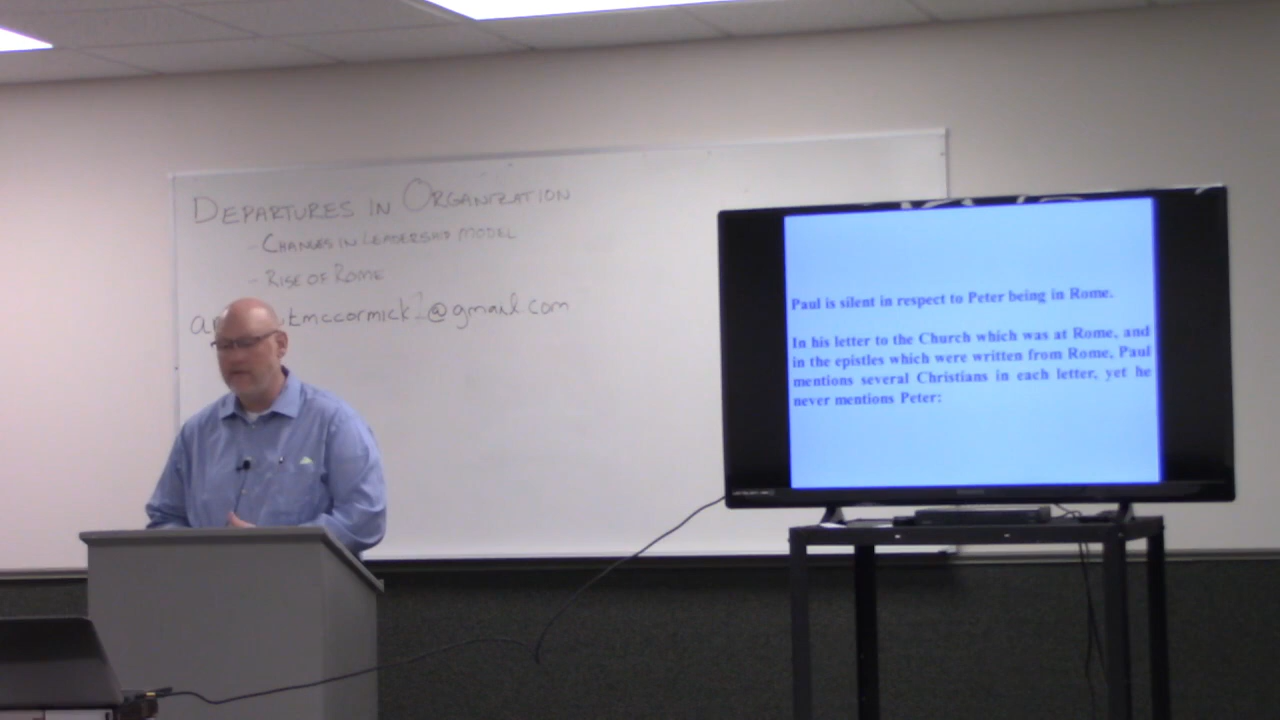 DEPARTURES IN ORGANIZATION
- CHANGES IN LEADERSHIP MODEL
- RISE OF ROME
tmccormick1@gmail.com
Paul is silent in respect to Peter being in Rome.
In his letter to the Church which was at Rome, and
in the epistles which were written from Rome, Paul
mentions several Christians in each letter, yet he
never mentions Peter: